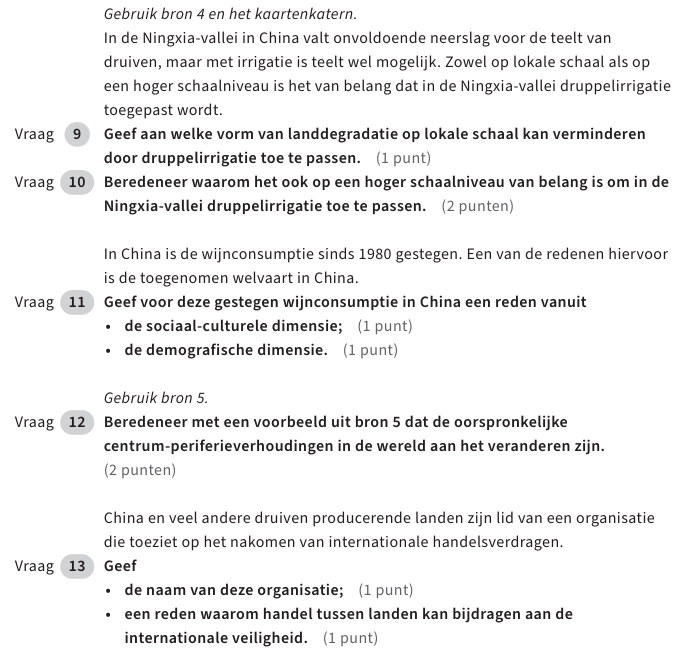 Gebruik bron 4 en het kaartenkatern.
In de Ningxia-vallei in China valt onvoldoende neerslag voor de teelt van
druiven, maar met irrigatie is teelt wel mogelijk. Zowel op lokale schaal als op
een hoger schaalniveau is het van belang dat in de Ningxia-vallei druppelirrigatie
toegepast wordt.
Vraag 9 Geef aan welke vorm van landdegradatie op lokale schaal kan verminderen
door druppelirrigatie toe te passen. (1 punt)
Vraag 10 Beredeneer waarom het ook op een hoger schaalniveau van belang is om in de
Ningxia-vallei druppelirrigatie toe te passen. (2 punten)
In China is de wijnconsumptie sinds 1980 gestegen. Een van de redenen hiervoor
is de toegenomen welvaart in China.
Vraag 11 Geef voor deze gestegen wijnconsumptie in China een reden vanuit
• de sociaal-culturele dimensie; (1 punt)
• de demografische dimensie. (1 punt)
Gebruik bron 5.
Vraag 12 Beredeneer met een voorbeeld uit bron 5 dat de oorspronkelijke
centrum-periferieverhoudingen in de wereld aan het veranderen zijn.
(2 punten)
China en veel andere druiven producerende landen zijn lid van een organisatie
die toeziet op het nakomen van internationale handelsverdragen.
Vraag 13 Geef
• de naam van deze organisatie; (1 punt)
• een reden waarom handel tussen landen kan bijdragen aan de
internationale veiligheid. (1 punt)